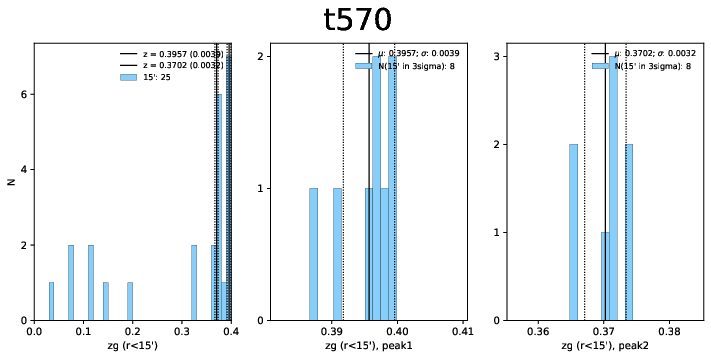 t570
z = 0.3957 (0.0039)
z = 0.3702 (0.0032)
15': 25
N
0
2
4
6
0.0 0.1 0.2 0.3 0.4
zg (r<15')
μ: 0.3957; σ: 0.0039
N(15' in 3sigma): 8
0
1
2
0.39 0.40 0.41
zg (r<15'), peak1
μ: 0.3702; σ: 0.0032
N(15' in 3sigma): 8
0
1
2
3
0.36 0.37 0.38
zg (r<15'), peak2